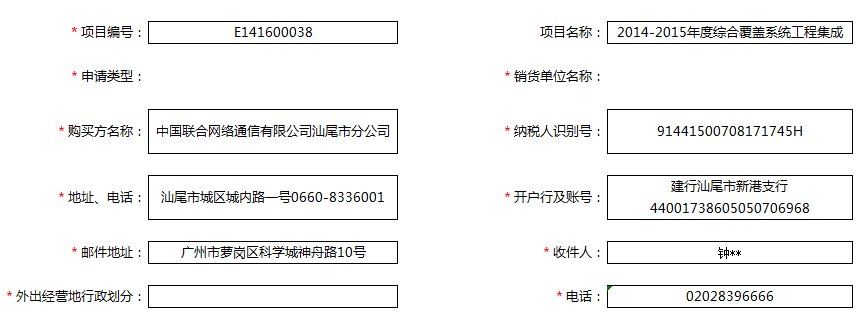 * 项目编号： E141600038 项目名称： 2014-2015年度综合覆盖系统工程集成
* 申请类型： * 销货单位名称：
* 购买方名称： 中国联合网络通信有限公司汕尾市分公司 * 纳税人识别号： 91441500708171745H
* 地址、电话： 汕尾市城区城内路一号0660-8336001 * 开户行及账号： 建行汕尾市新港支行
44001738605050706968
* 邮件地址： 广州市萝岗区科学城神舟路10号 * 收件人： 钟**
* 外出经营地行政划分： * 电话： 02028396666